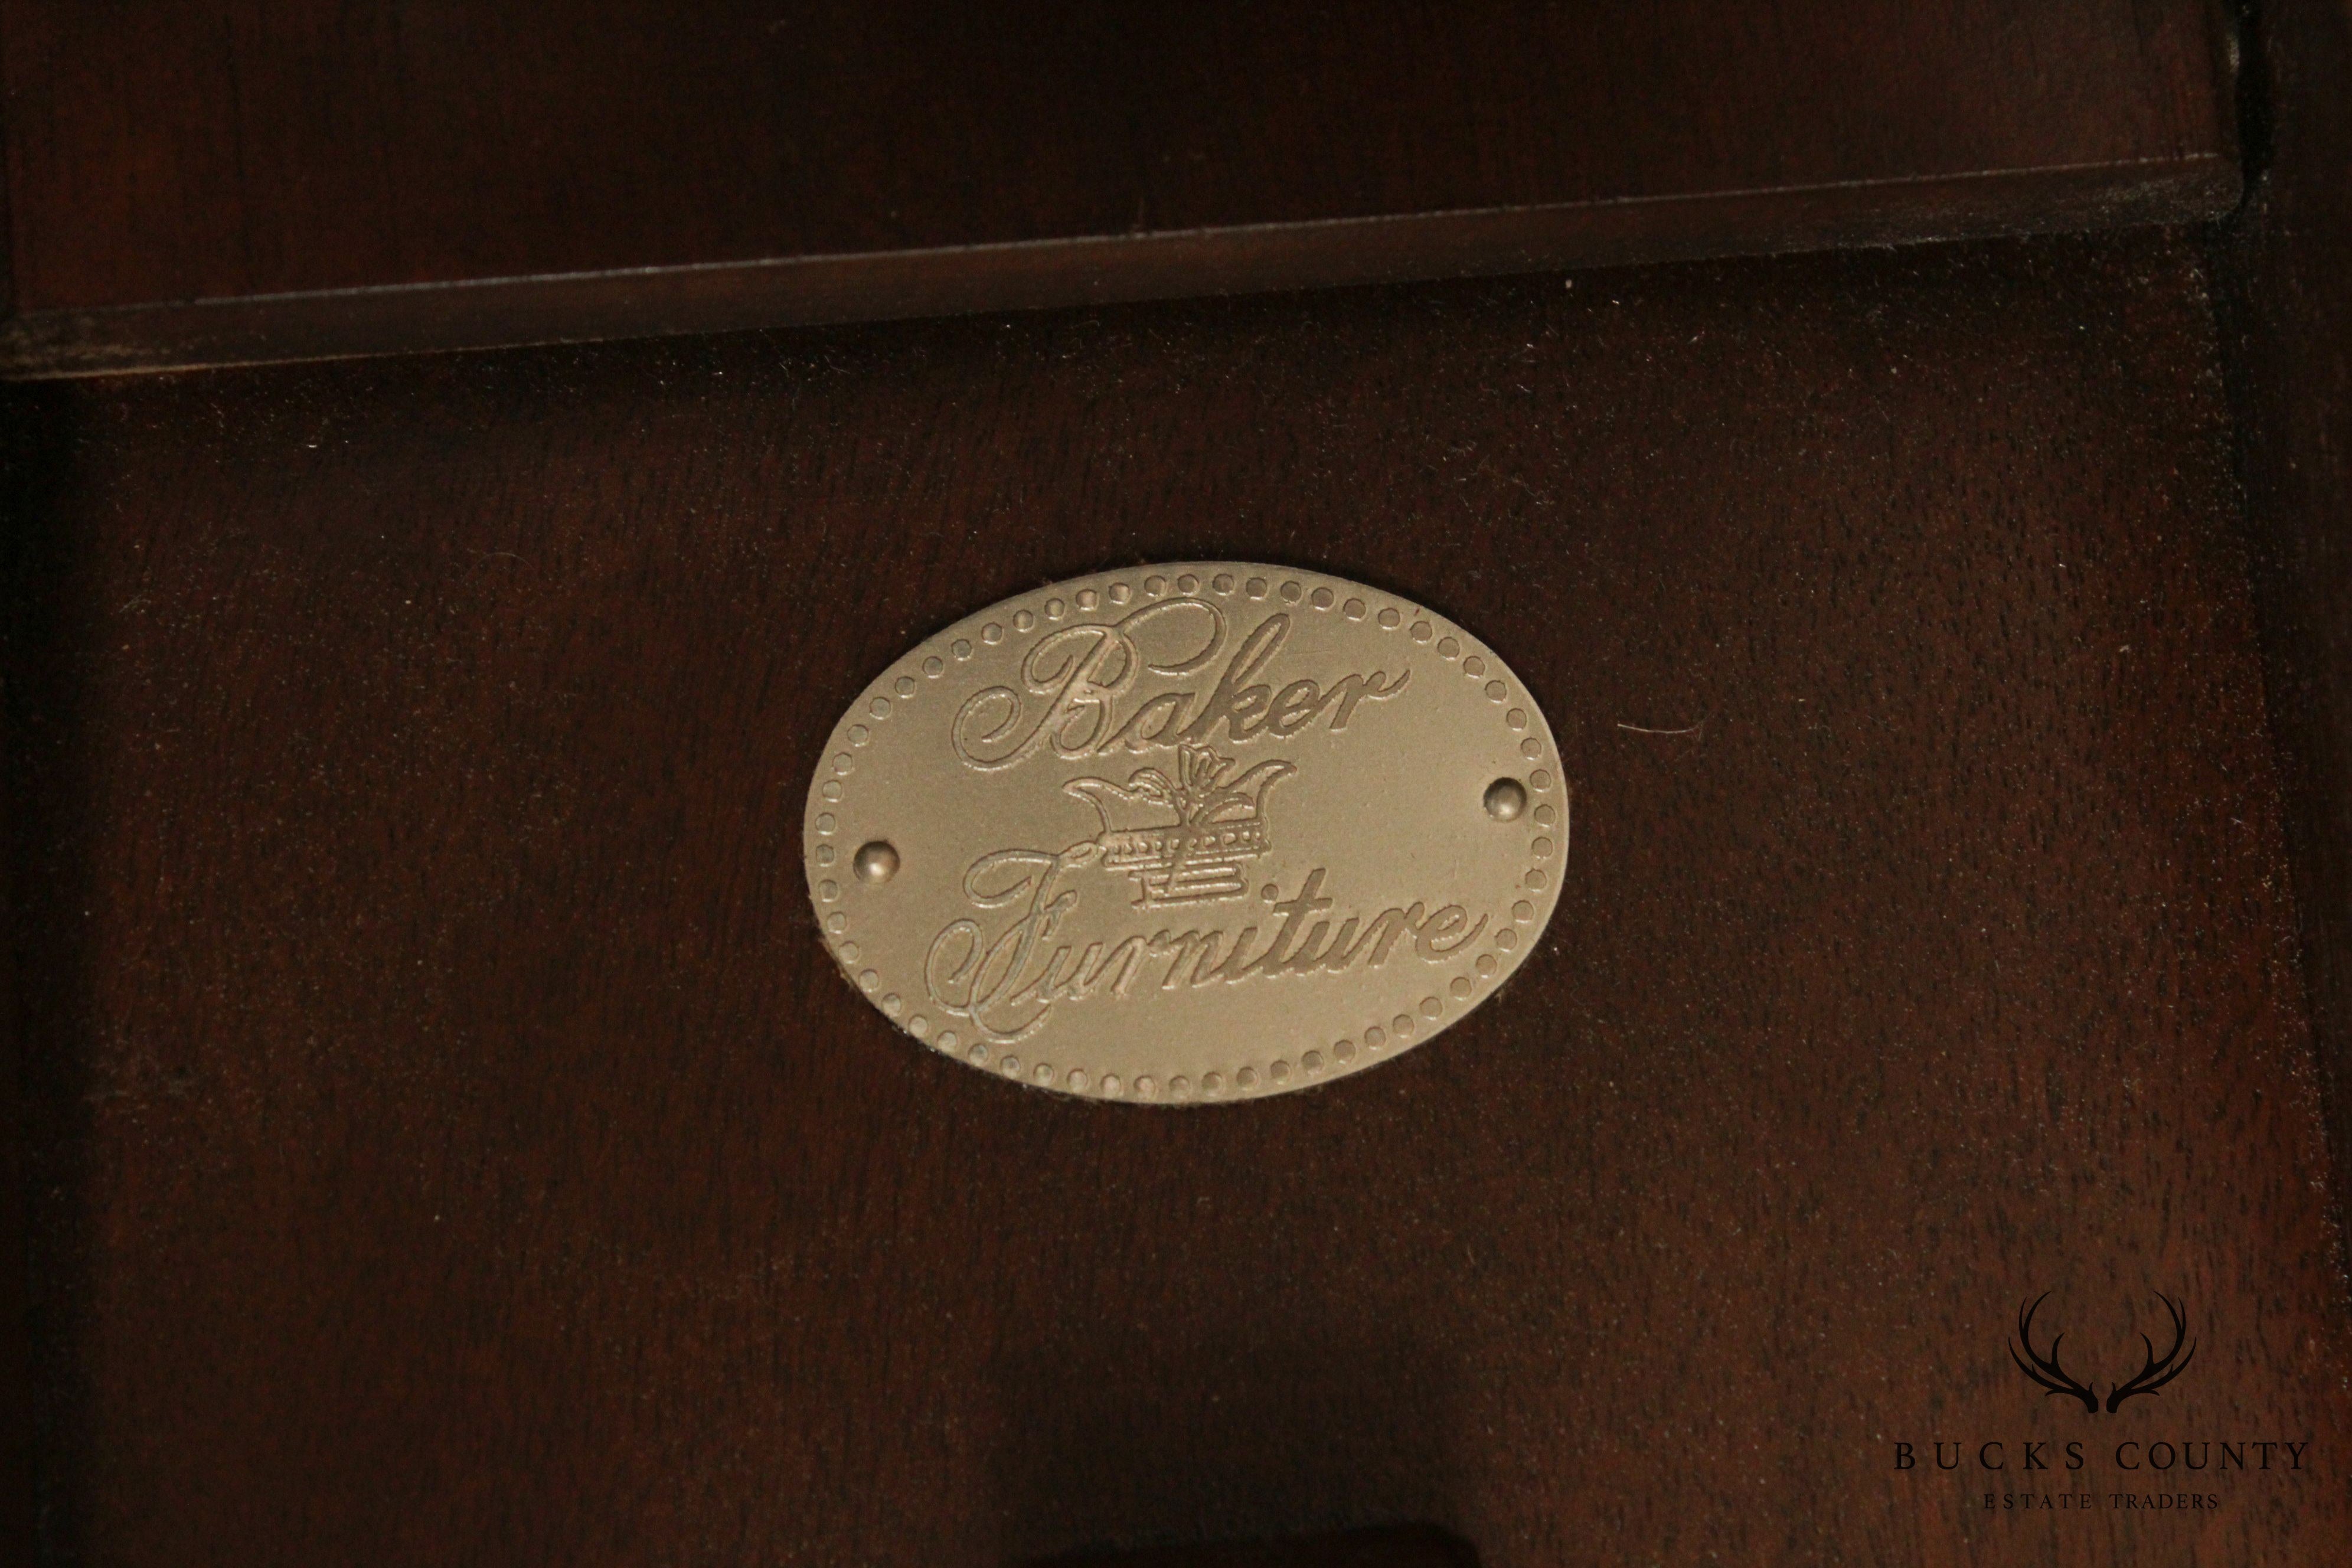 Baker
Furniture
BUCKS COUNTY
ESTATE TRADERS